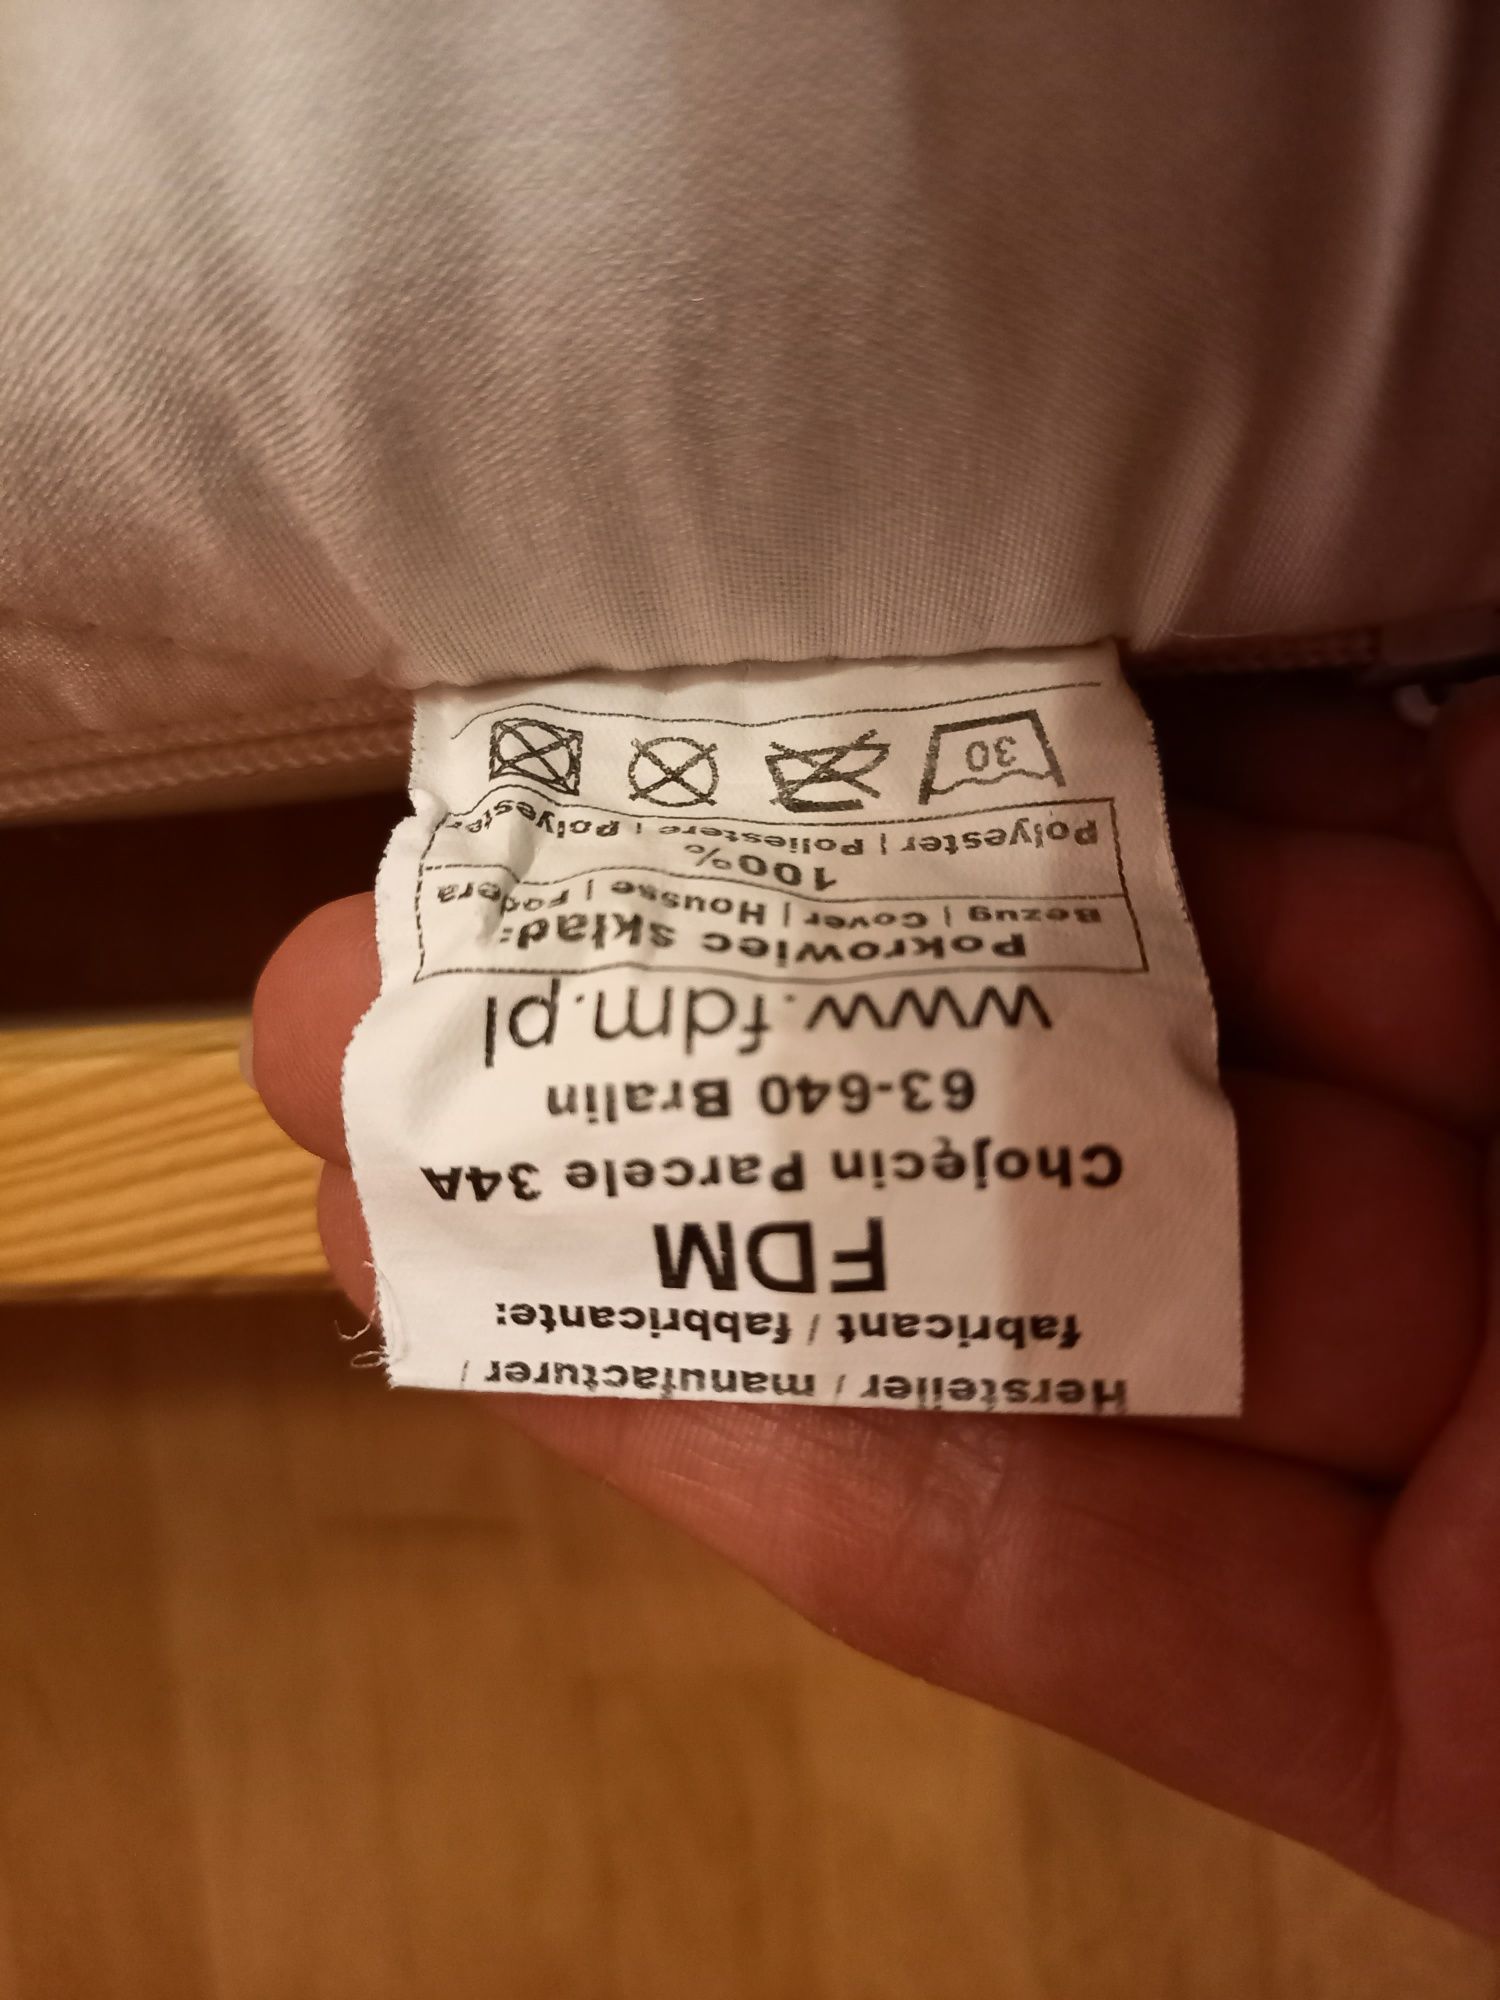 Hersteller / manufacturer /
fabricant / fabbricante:
FDM
Chojęcin Parcele 34A
63-640 Bralin
www.fdm.pl
Pokrowiec skład:
Bezug | Cover | Housse | Fodera
100%
Polyester | Poliestere | Polyester
30